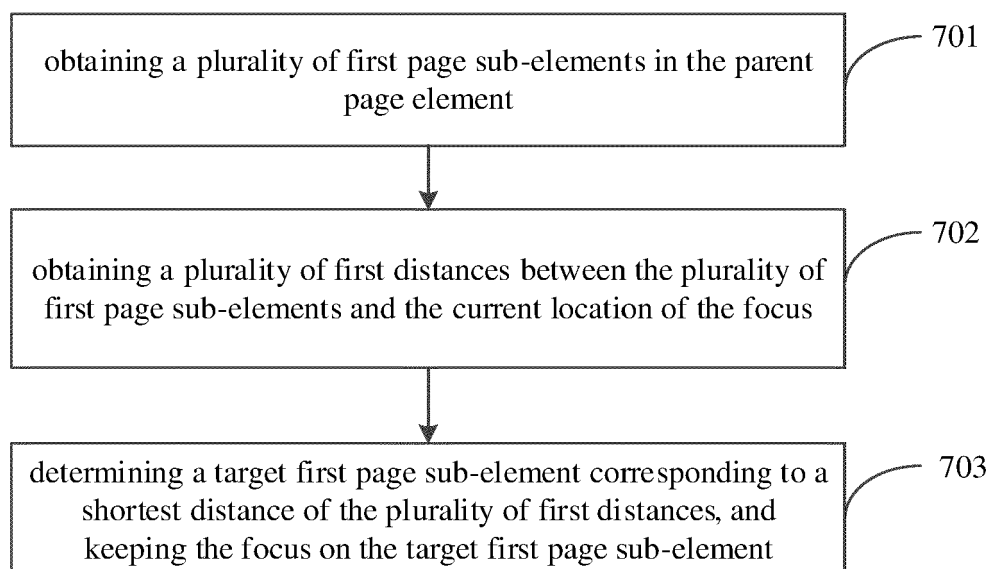 obtaining a plurality of first page sub-elements in the parent
page element
701
obtaining a plurality of first distances between the plurality of
first page sub-elements and the current location of the focus
702
determining a target first page sub-element corresponding to a
shortest distance of the plurality of first distances, and
keeping the focus on the target first page sub-element
703